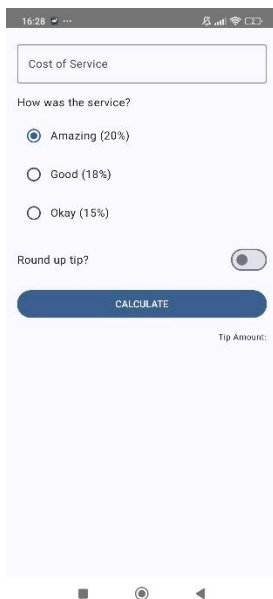 16:28
Cost of Service
How was the service?
Amazing (20%)
Good (18%)
Okay (15%)
Round up tip?
CALCULATE
Tip Amount: